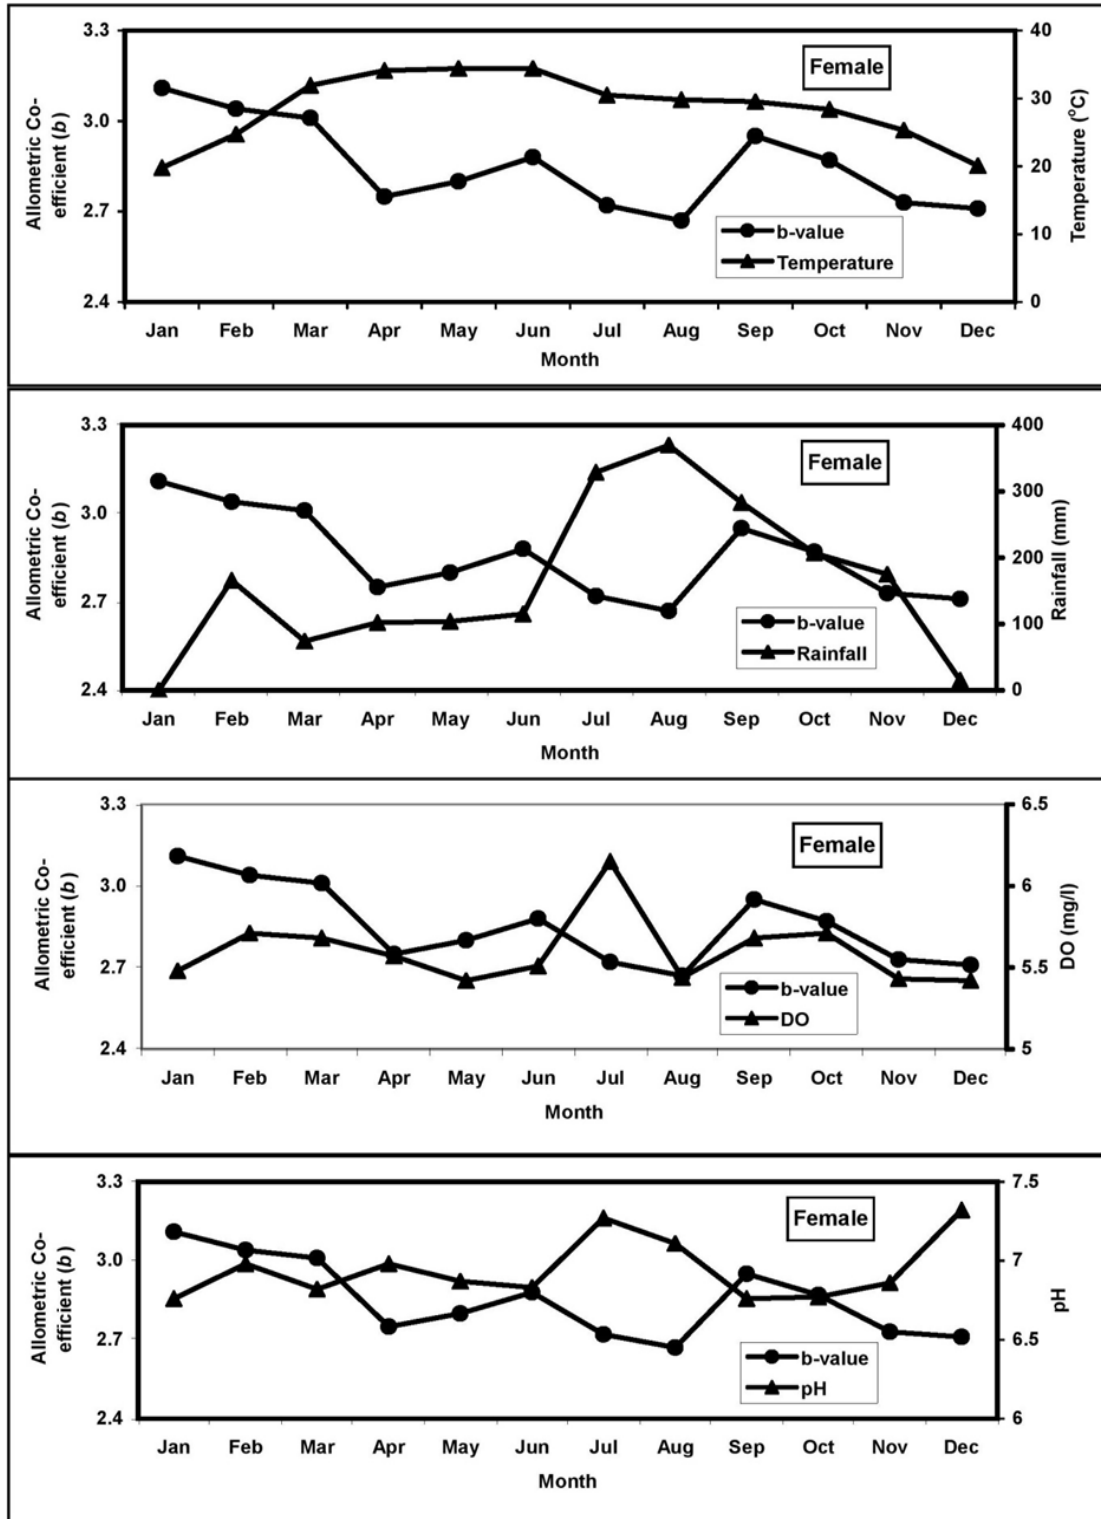 3.3
3.0
2.7
2.4
Allometric Co-
efficient (b)
40
30
20
10
0
Temperature (°C)
Female
b-value
Temperature
Jan Feb Mar Apr May Jun Jul Aug Sep Oct Nov Dec
Month
3.3
3.0
2.7
2.4
Allometric Co-
efficient (b)
400
300
200
100
0
Rainfall (mm)
Female
b-value
Rainfall
Jan Feb Mar Apr May Jun Jul Aug Sep Oct Nov Dec
Month
3.3
3.0
2.7
2.4
Allometric Co-
efficient (b)
6.5
6
5.5
5
DO (mg/l)
Female
b-value
DO
Jan Feb Mar Apr May Jun Jul Aug Sep Oct Nov Dec
Month
3.3
3.0
2.7
2.4
Allometric Co-
efficient (b)
7.5
7
6.5
6
pH
Female
b-value
pH
Jan Feb Mar Apr May Jun Jul Aug Sep Oct Nov Dec
Month